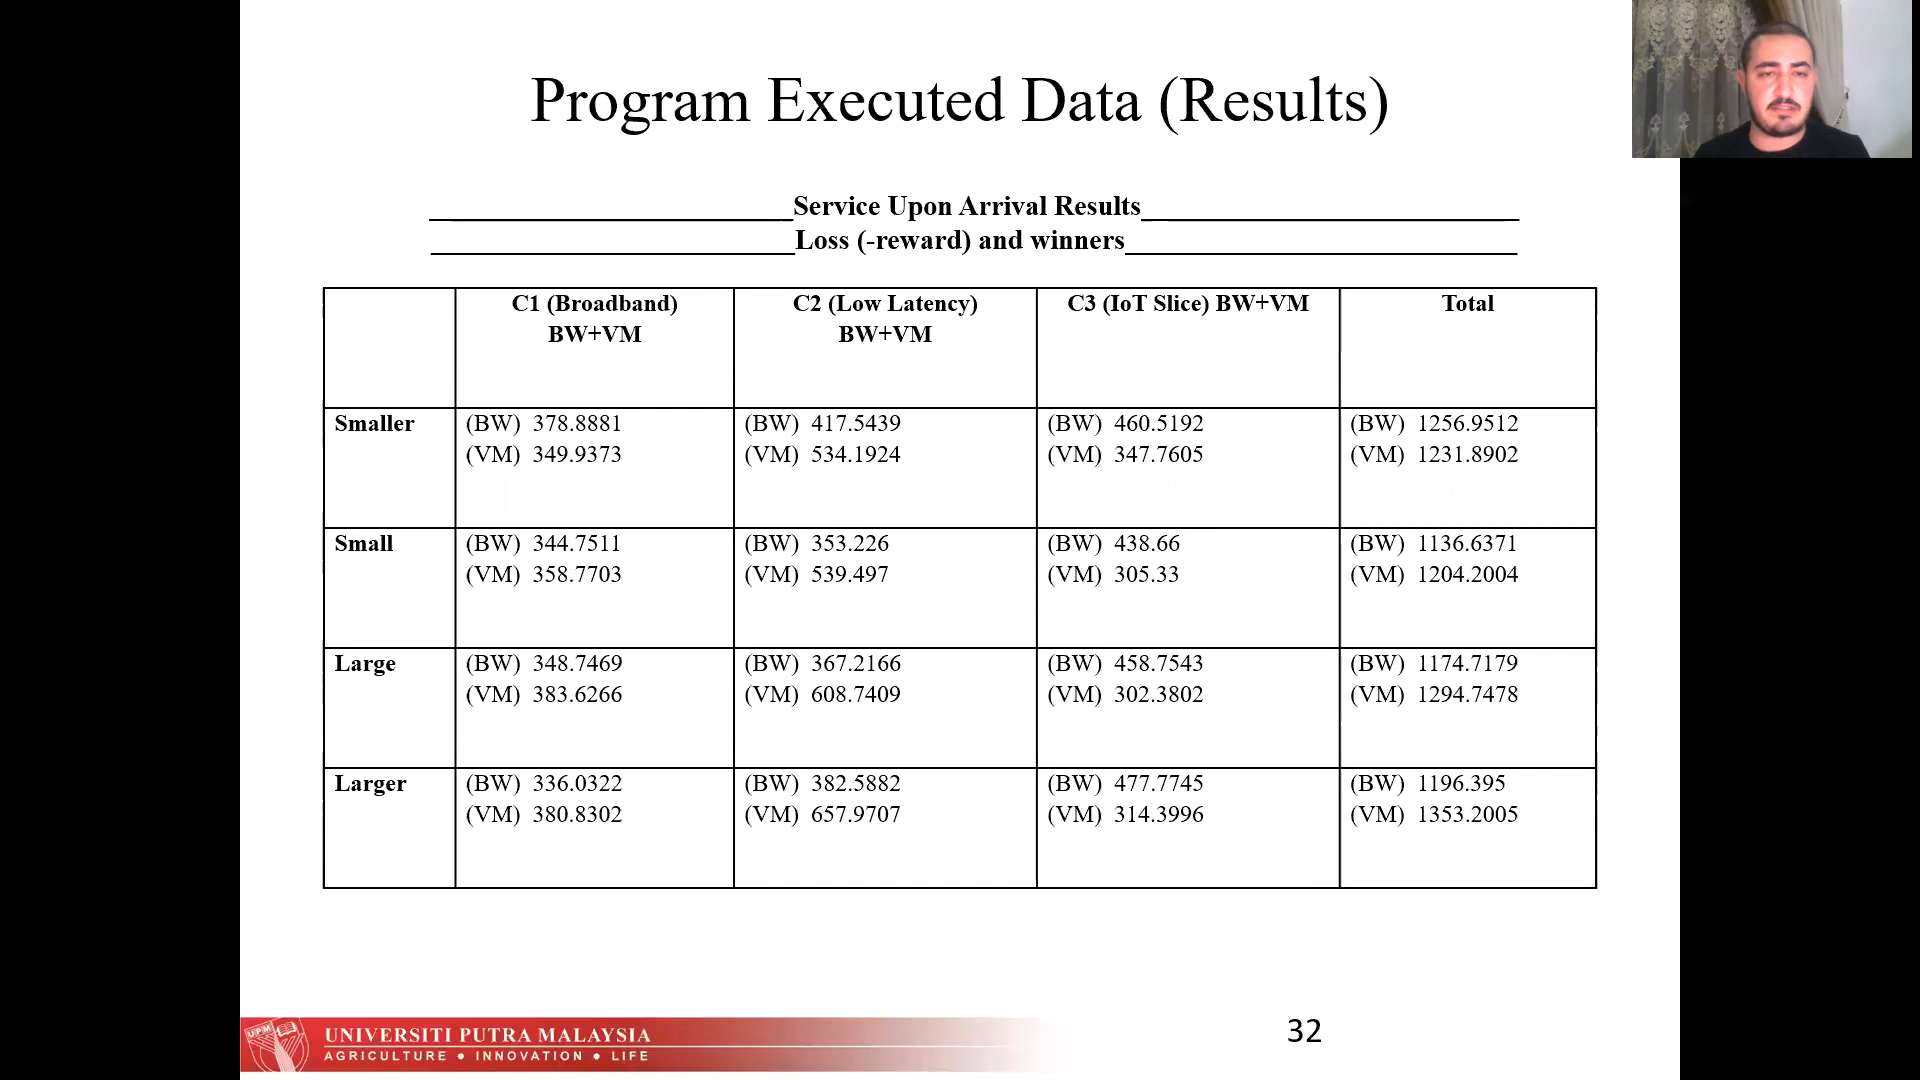 Program Executed Data (Results)
Service Upon Arrival Results
Loss (-reward) and winners
C1 (Broadband) BW+VM
C2 (Low Latency) BW+VM
C3 (IoT Slice) BW+VM
Total
Smaller
(BW) 378.8881
(VM) 349.9373
(BW) 417.5439
(VM) 534.1924
(BW) 460.5192
(VM) 347.7605
(BW) 1256.9512
(VM) 1231.8902
Small
(BW) 344.7511
(VM) 358.7703
(BW) 353.226
(VM) 539.497
(BW) 438.66
(VM) 305.33
(BW) 1136.6371
(VM) 1204.2004
Large
(BW) 348.7469
(VM) 383.6266
(BW) 367.2166
(VM) 608.7409
(BW) 458.7543
(VM) 302.3802
(BW) 1174.7179
(VM) 1294.7478
Larger
(BW) 336.0322
(VM) 380.8302
(BW) 382.5882
(VM) 657.9707
(BW) 477.7745
(VM) 314.3996
(BW) 1196.395
(VM) 1353.2005
UPM
UNIVERSITI PUTRA MALAYSIA
AGRICULTURE • INNOVATION • LIFE
32